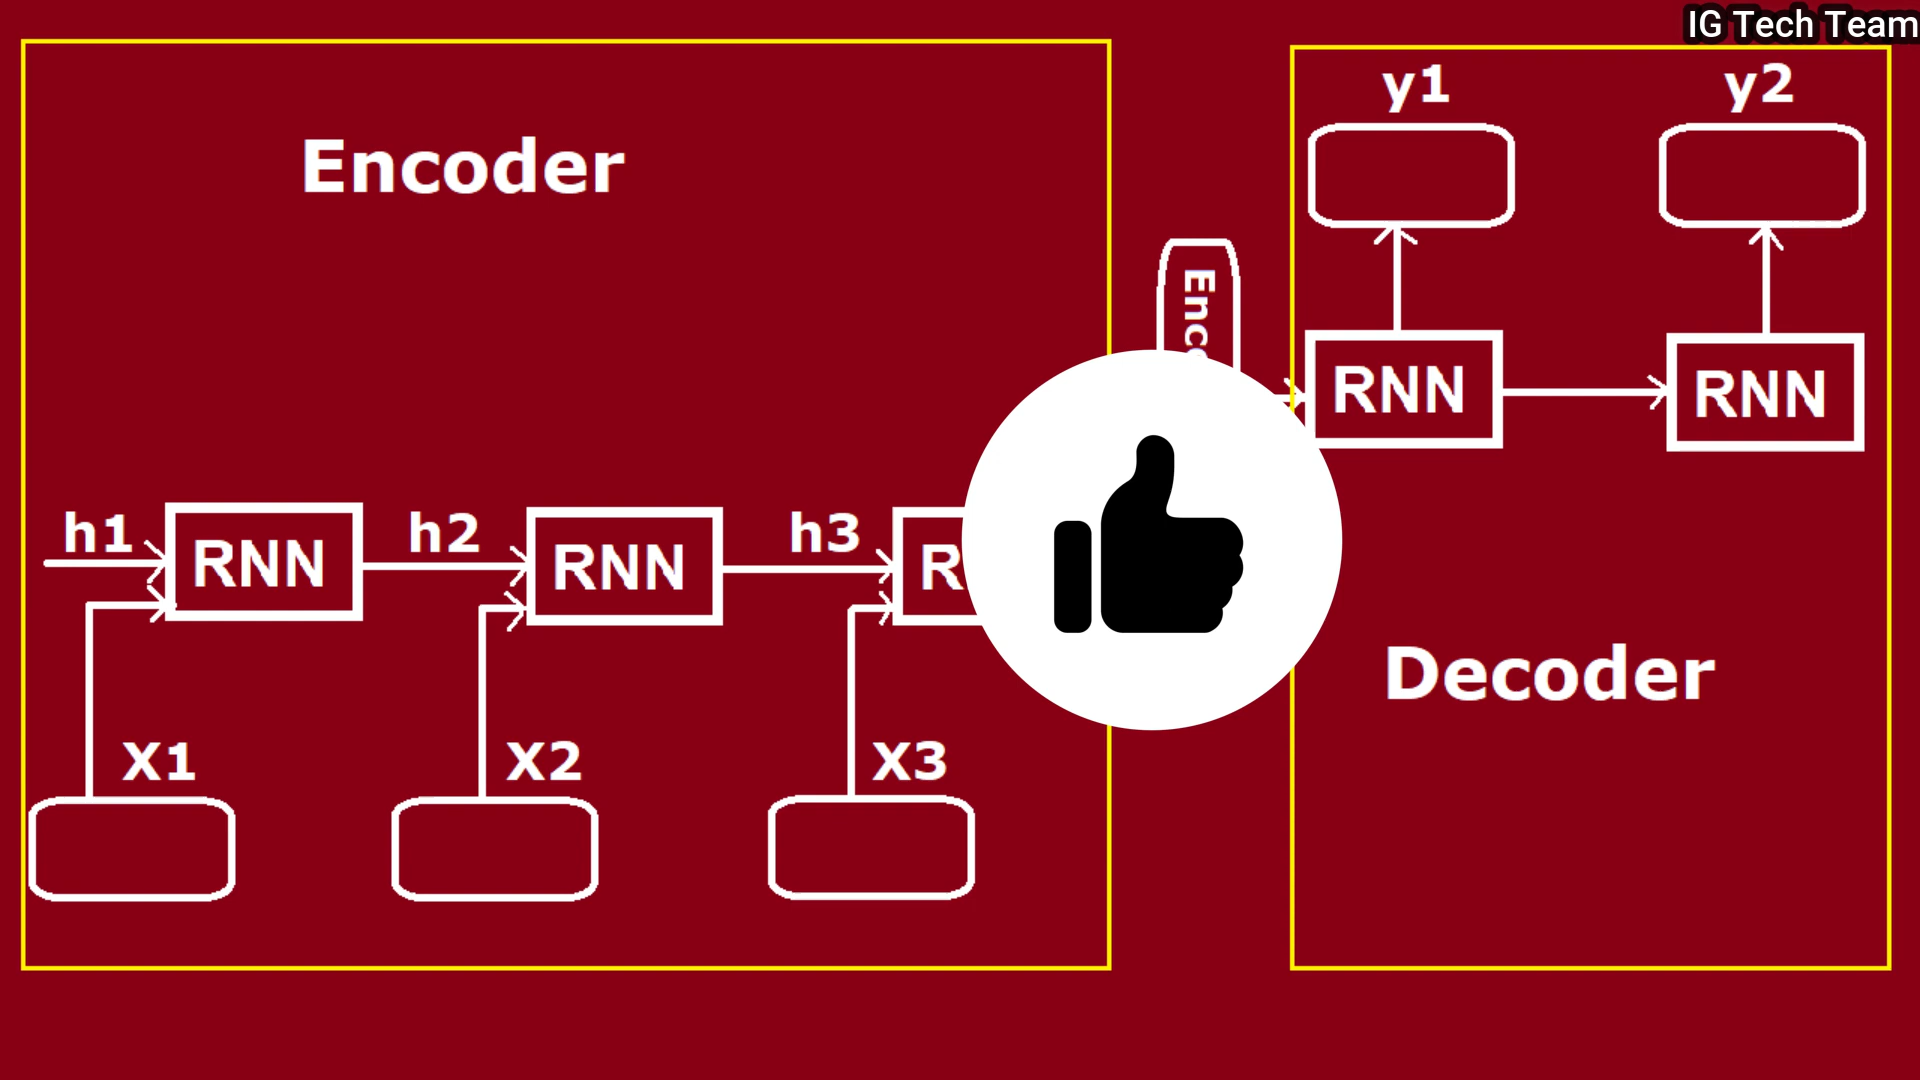 IG Tech Team
Encoder
y1
y2
RNN
RNN
h1
RNN
h2
RNN
h3
X1
X2
X3
Decoder